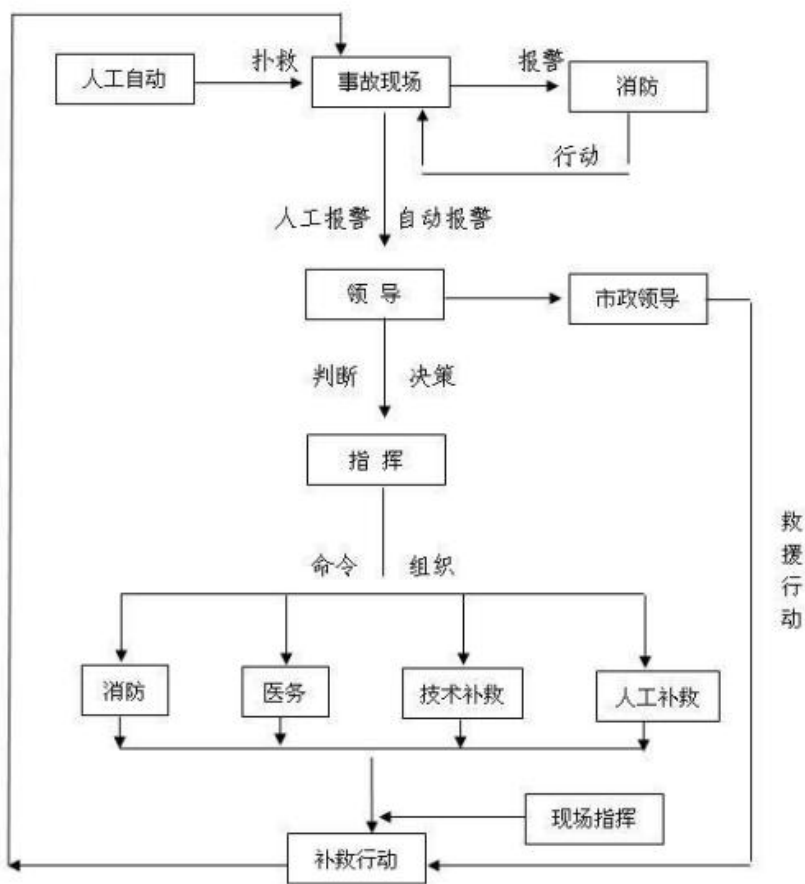 扑救
报警
人工自动
事故现场
消防
行动
人工报警
自动报警
领 导
市政领导
判断
决策
指 挥
救援行动
命令
组织
消防
医务
技术补救
人工补救
现场指挥
补救行动